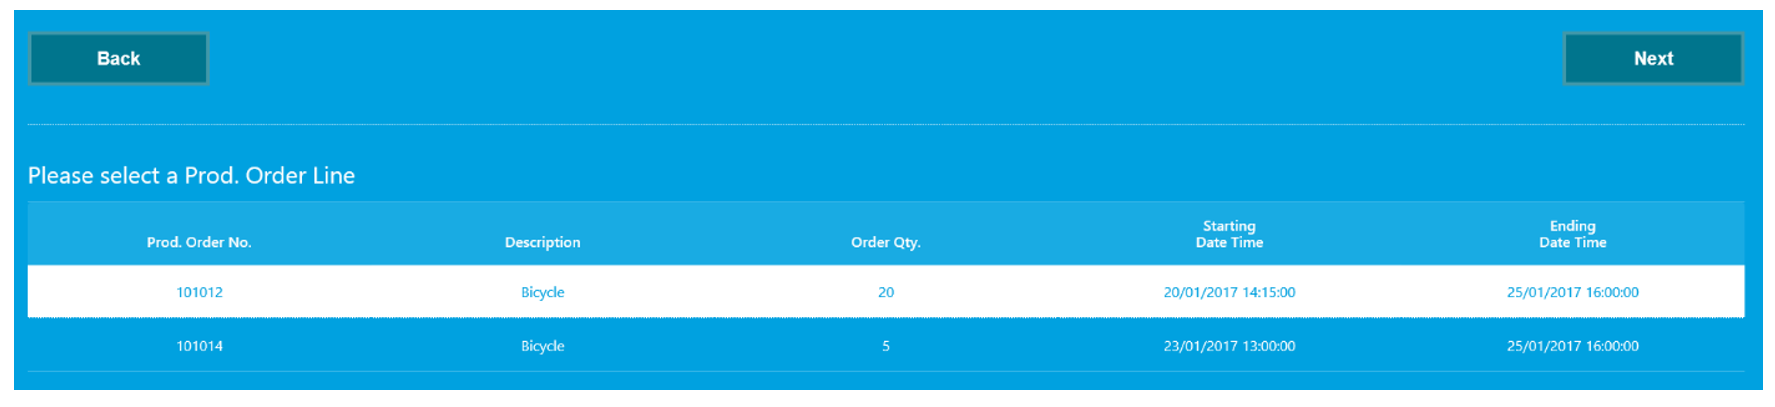 Back
Next
Please select a Prod. Order Line
Prod. Order No. Description Order Qty. Starting Date Time Ending Date Time
101012 Bicycle 20 20/01/2017 14:15:00 25/01/2017 16:00:00
101014 Bicycle 5 23/01/2017 13:00:00 25/01/2017 16:00:00